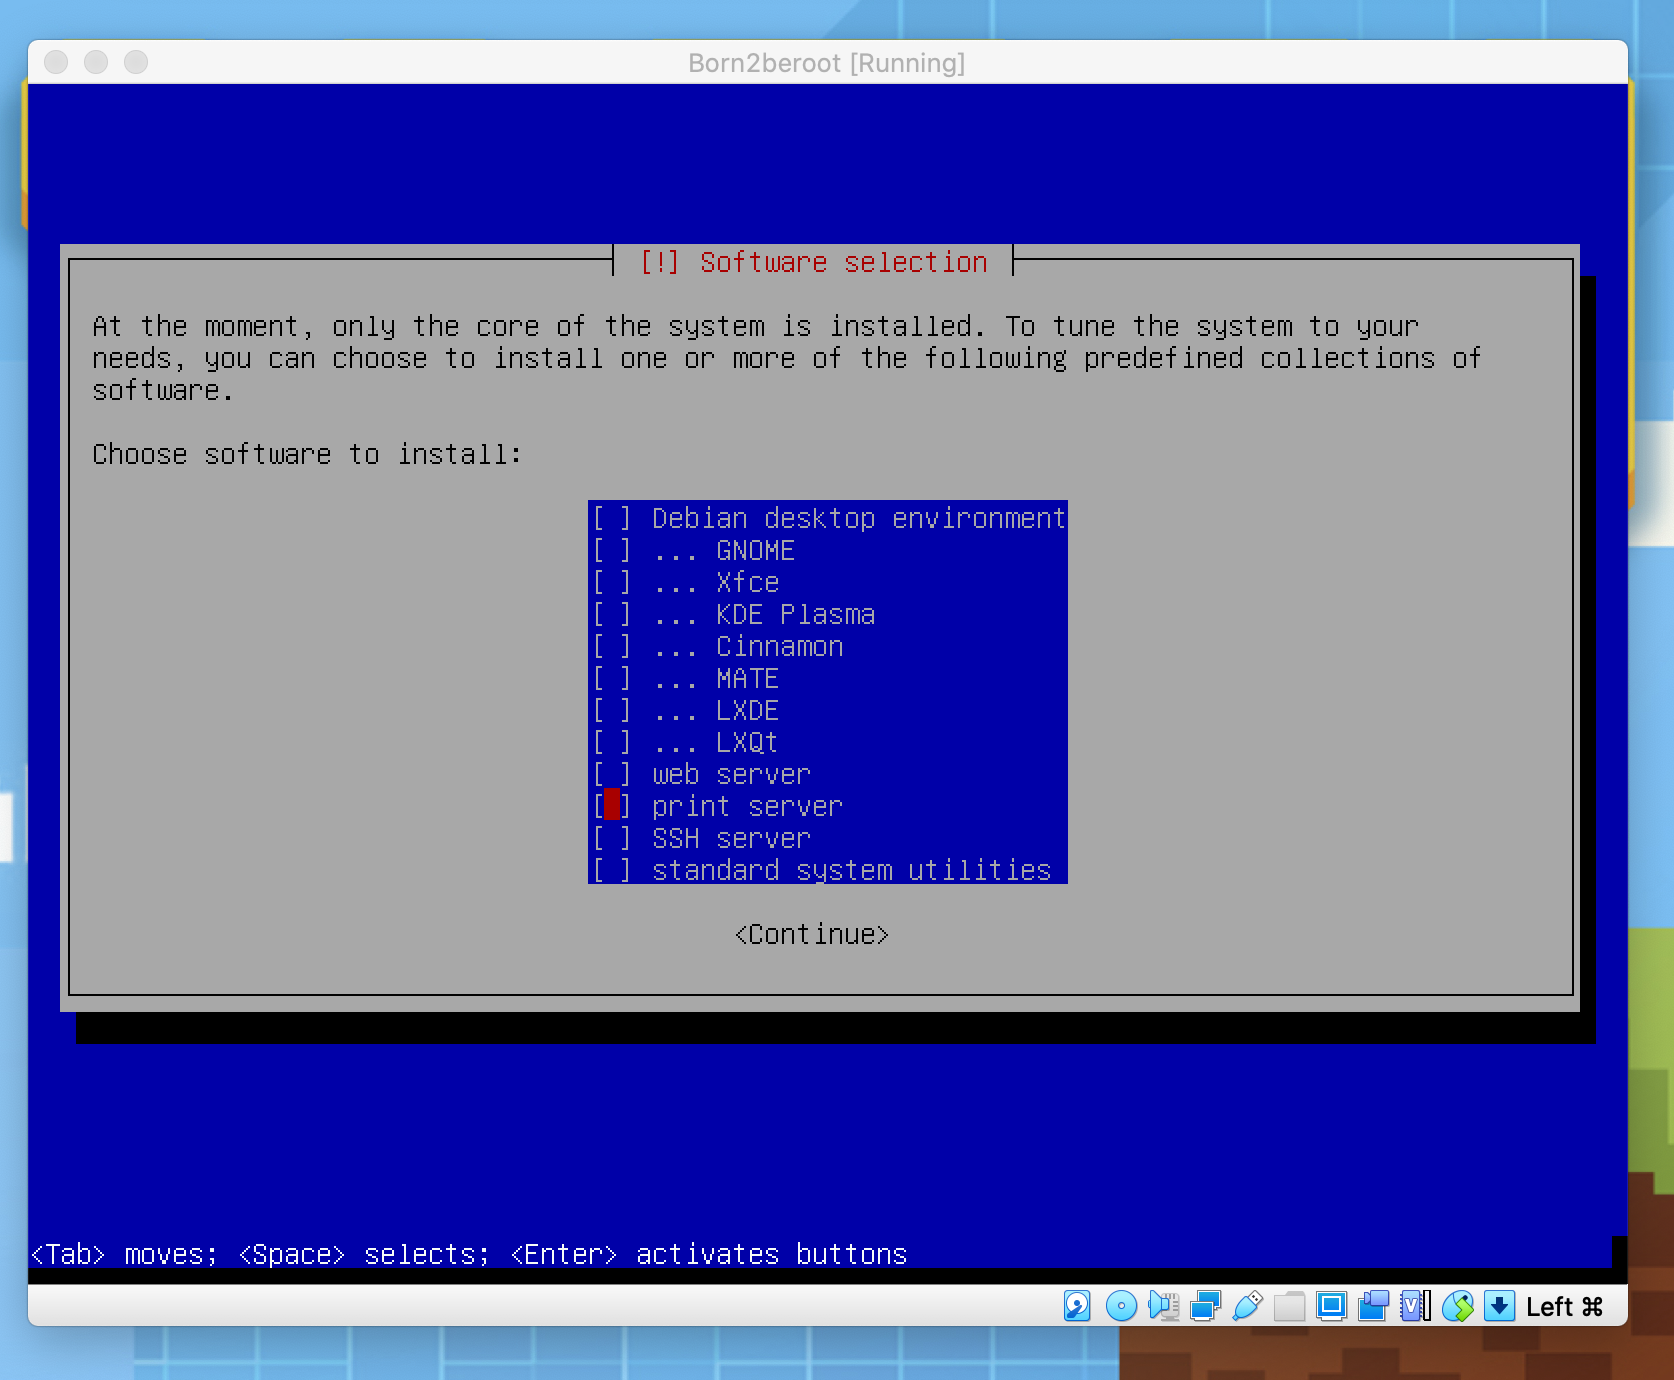 Born2beroot [Running]
[!] Software selection
At the moment, only the core of the system is installed. To tune the system to your
needs, you can choose to install one or more of the following predefined collections of
software.
Choose software to install:
[ ] Debian desktop environment
[ ] ... GNOME
[ ] ... Xfce
[ ] ... KDE Plasma
[ ] ... Cinnamon
[ ] ... MATE
[ ] ... LXDE
[ ] ... LXQt
[ ] web server
[ ] print server
[ ] SSH server
[ ] standard system utilities
<Continue>
<Tab> moves; <Space> selects; <Enter> activates buttons
Left ⌘